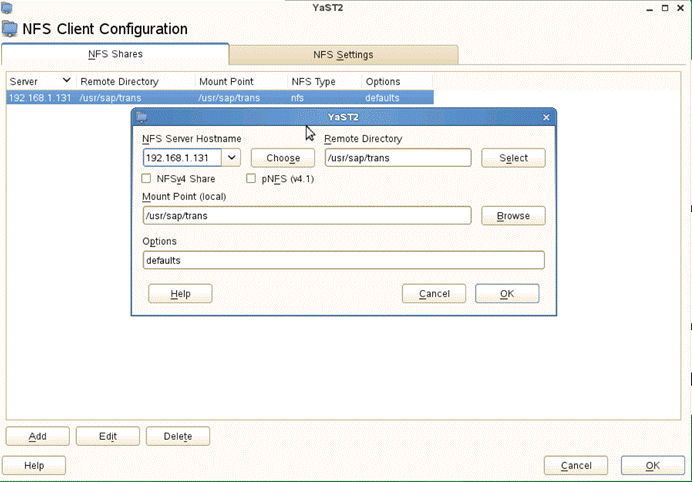 YaST2
NFS Client Configuration
NFS Shares
NFS Settings
Server Remote Directory Mount Point NFS Type Options
192.168.1.131 /usr/sap/trans /usr/sap/trans nfs defaults
YaST2
NFS Server Hostname Remote Directory
192.168.1.131 Choose /usr/sap/trans Select
NFSv4 Share pNFS (v4.1)
Mount Point (local)
/usr/sap/trans Browse
Options
defaults
Help Cancel OK
Add Edit Delete
Help Cancel OK